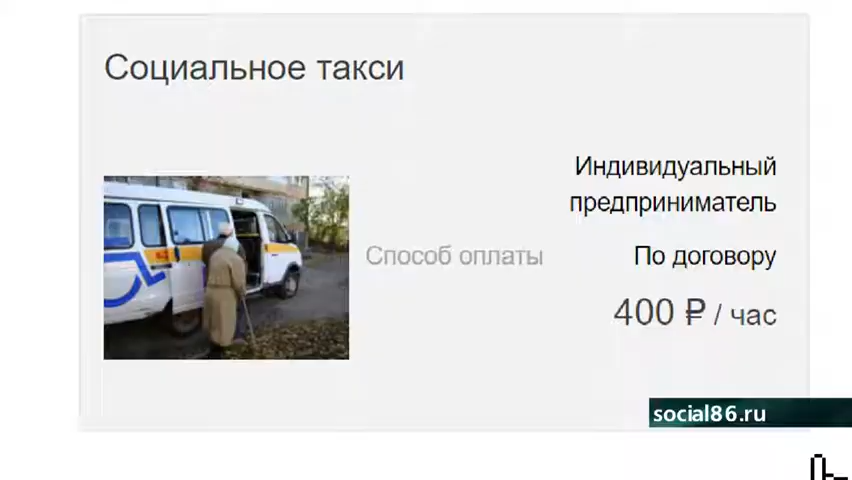 Социальное такси
Индивидуальный
предприниматель
Способ оплаты
По договору
400 ₽ / час
social86.ru